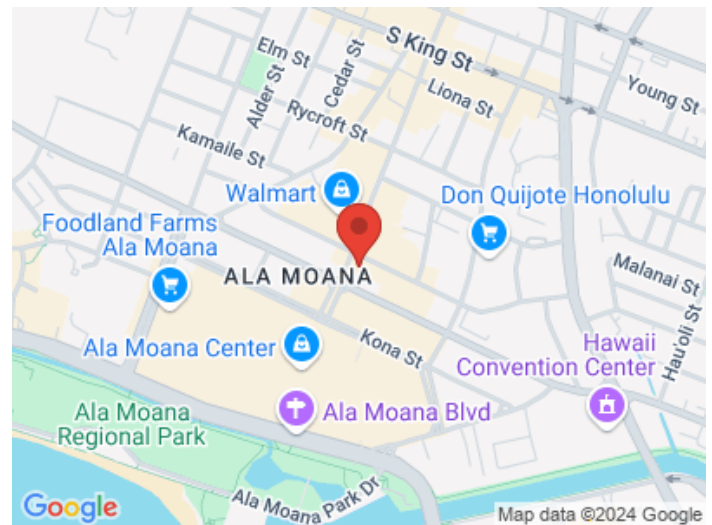 S King St
Elm St
Cedar St
Alder St
Liona St
Young St
Rycroft St
Kamaile St
Walmart
Don Quijote Honolulu
Foodland Farms
Ala Moana
ALA MOANA
Malanai St
Hau'oli St
Ala Moana Center
Kona St
Hawaii
Convention Center
Ala Moana
Regional Park
Ala Moana Blvd
Ala Moana Park Dr
Google
Map data ©2024 Google